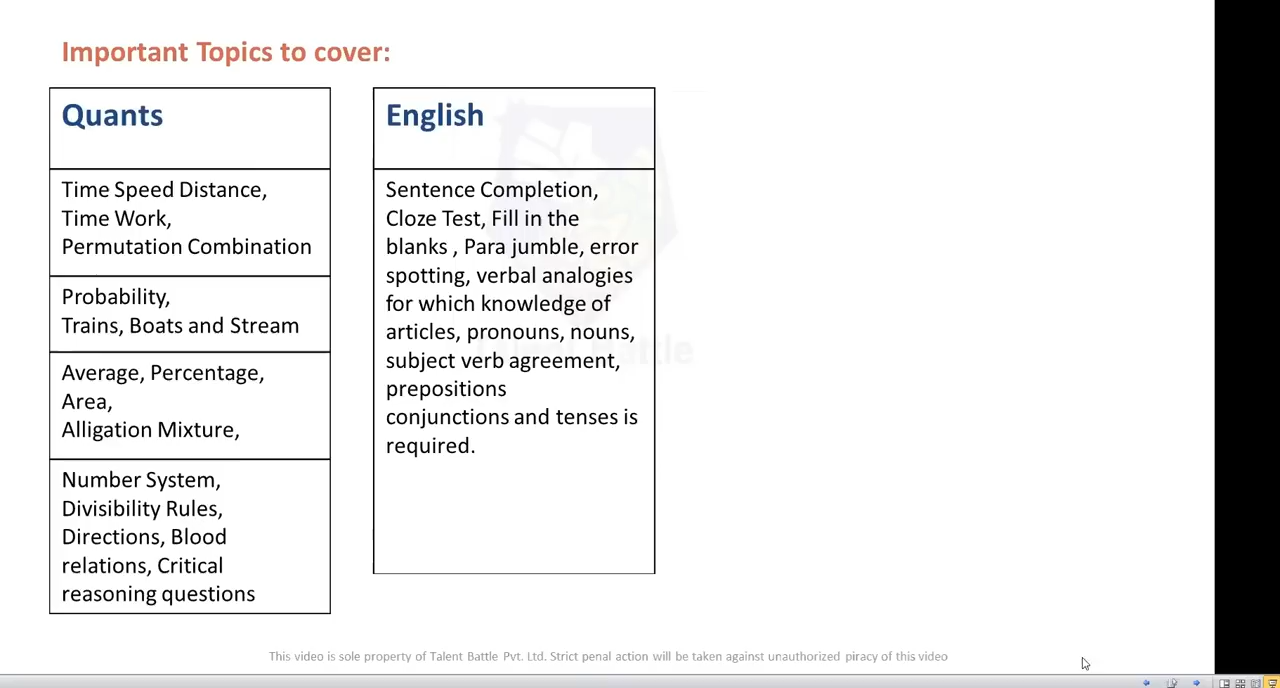 Important Topics to cover:
Quants
Time Speed Distance,
Time Work,
Permutation Combination
Probability,
Trains, Boats and Stream
Average, Percentage,
Area,
Alligation Mixture,
Number System,
Divisibility Rules,
Directions, Blood
relations, Critical
reasoning questions
English
Sentence Completion,
Cloze Test, Fill in the
blanks , Para jumble, error
spotting, verbal analogies
for which knowledge of
articles, pronouns, nouns,
subject verb agreement,
prepositions
conjunctions and tenses is
required.
This video is sole property of Talent Battle Pvt. Ltd. Strict penal action will be taken against unauthorized piracy of this video